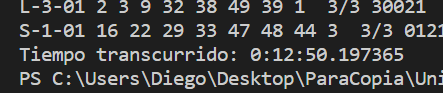 L-3-01 2 3 9 32 38 49 39 1  3/3 30021
S-1-01 16 22 29 33 47 48 44 3  3/3 0121
Tiempo transcurrido: 0:12:50.197365
PS C:\Users\Diego\Desktop\ParaCopia\Uni